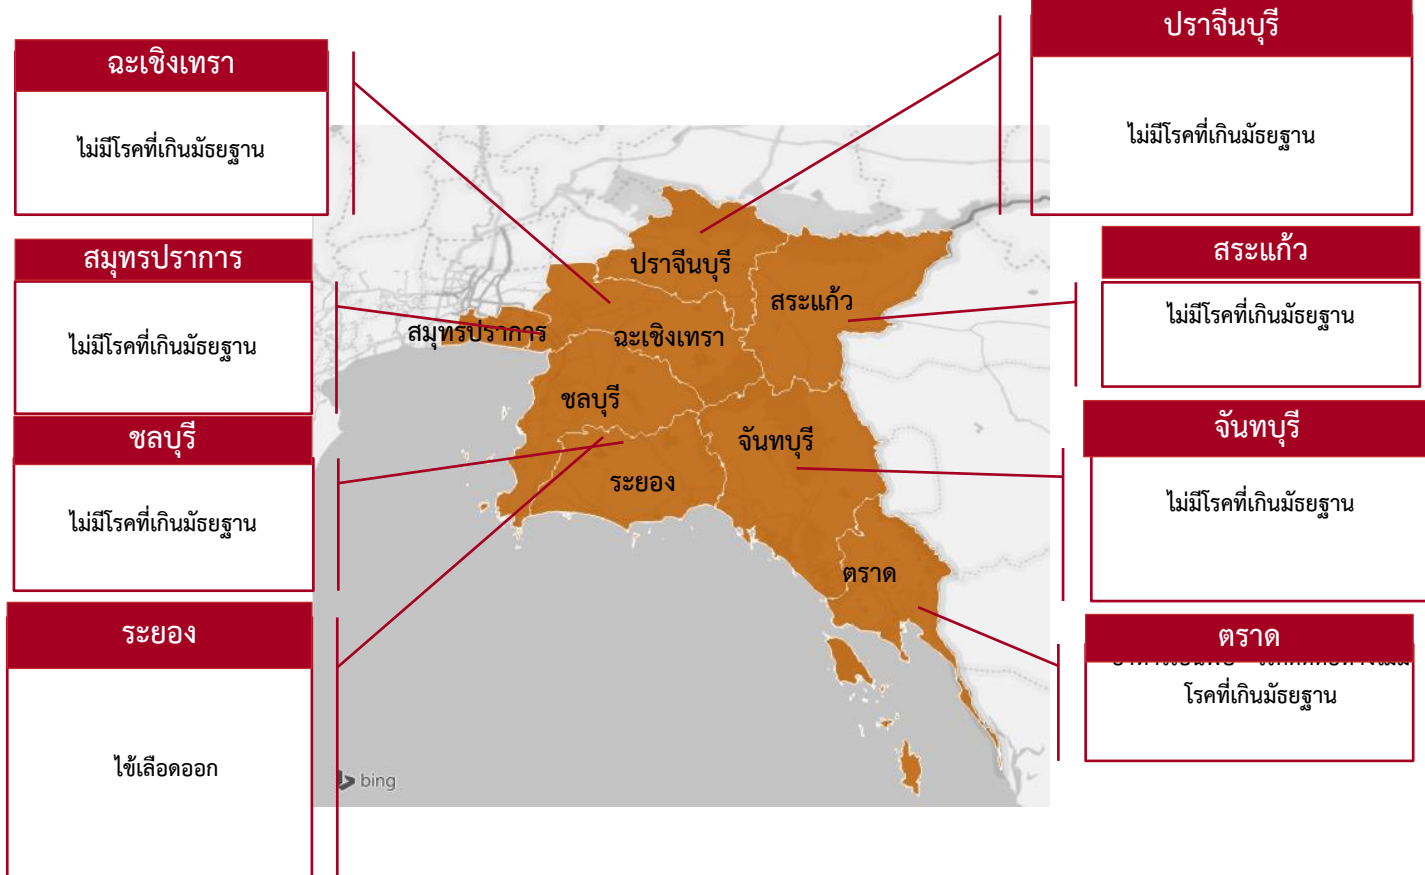 ปราจีนบุรี
ไม่มีโรคที่เกินมัธยฐาน
ฉะเชิงเทรา
ไม่มีโรคที่เกินมัธยฐาน
สมุทรปราการ
ไม่มีโรคที่เกินมัธยฐาน
สระแก้ว
ไม่มีโรคที่เกินมัธยฐาน
ชลบุรี
ไม่มีโรคที่เกินมัธยฐาน
จันทบุรี
ไม่มีโรคที่เกินมัธยฐาน
ระยอง
ไข้เลือดออก
ตราด
โรคที่เกินมัธยฐาน
ปราจีนบุรี
สระแก้ว
สมุทรปราการ
ฉะเชิงเทรา
ชลบุรี
จันทบุรี
ระยอง
ตราด
bing